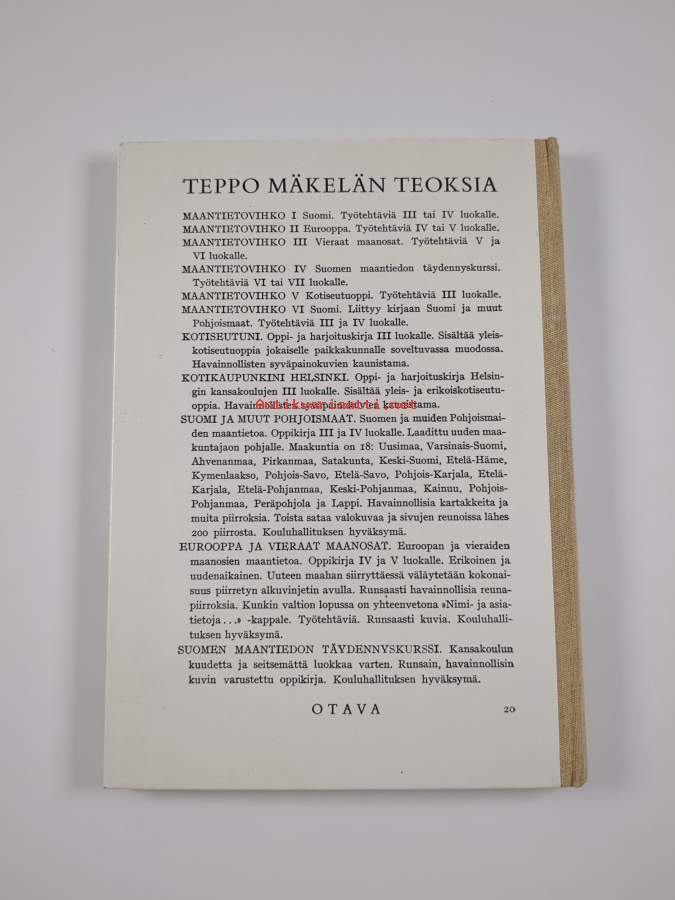 TEPPO MÄKELÄN TEOKSIA
MAANTIETOVIHKO I Suomi. Työtehtäviä III tai IV luokalle.
MAANTIETOVIHKO II Eurooppa. Työtehtäviä IV tai V luokalle.
MAANTIETOVIHKO III Vieraat maanosat. Työtehtäviä V ja
VI luokalle.
MAANTIETOVIHKO IV Suomen maantiedon täydennyskurssi.
Työtehtäviä VI tai VII luokalle.
MAANTIETOVIHKO V Kotiseutuoppi. Työtehtäviä III luokalle.
MAANTIETOVIHKO VI Suomi. Liittyy kirjaan Suomi ja muut
Pohjoismaat. Työtehtäviä III ja IV luokalle.
KOTISEUTUNI. Oppi- ja harjoituskirja III luokalle. Sisältää yleis-
kotiseutuoppia jokaiselle paikkakunnalle soveltuvassa muodossa.
Havainnollisten syväpainokuvien kaunistama.
KOTIKAUPUNKINI HELSINKI. Oppi- ja harjoituskirja Helsin-
gin kansakoulujen III luokalle. Sisältää yleis- ja erikoiskotiseutu-
oppia. Havainnollisten syväpainokuvien kaunistama.
SUOMI JA MUUT POHJOISMAAT. Suomen ja muiden Pohjoismai-
den maantietoa. Oppikirja III ja IV luokalle. Laadittu uuden maa-
kuntajaon pohjalle. Maakuntia on 18: Uusimaa, Varsinais-Suomi,
Ahvenanmaa, Pirkanmaa, Satakunta, Keski-Suomi, Etelä-Häme,
Kymenlaakso, Pohjois-Savo, Etelä-Savo, Pohjois-Karjala, Etelä-
Karjala, Etelä-Pohjanmaa, Keski-Pohjanmaa, Kainuu, Pohjois-
Pohjanmaa, Peräpohjola ja Lappi. Havainnollisia kartakkeita ja
muita piirroksia. Toista sataa valokuvaa ja sivujen reunoissa lähes
200 piirrosta. Kouluhallituksen hyväksymä.
EUROOPPA JA VIERAAT MAANOSAT. Euroopan ja vieraiden
maanosien maantietoa. Oppikirja IV ja V luokalle. Erikoinen ja
uudenaikainen. Uuteen maahan siirryttäessä väläytetään kokonai-
suus piirretyn alkuvinjetin avulla. Runsaasti havainnollisia reuna-
piirroksia. Kunkin valtion lopussa on yhteenvetona »Nimi- ja asia-
tietoja...» -kappale. Työtehtäviä. Runsaasti kuvia. Kouluhalli-
tuksen hyväksymä.
SUOMEN MAANTIEDON TÄYDENNYSKURSSI. Kansakoulun
kuudetta ja seitsemättä luokkaa varten. Runsain, havainnollisin
kuvin varustettu oppikirja. Kouluhallituksen hyväksymä.
OTAVA 20